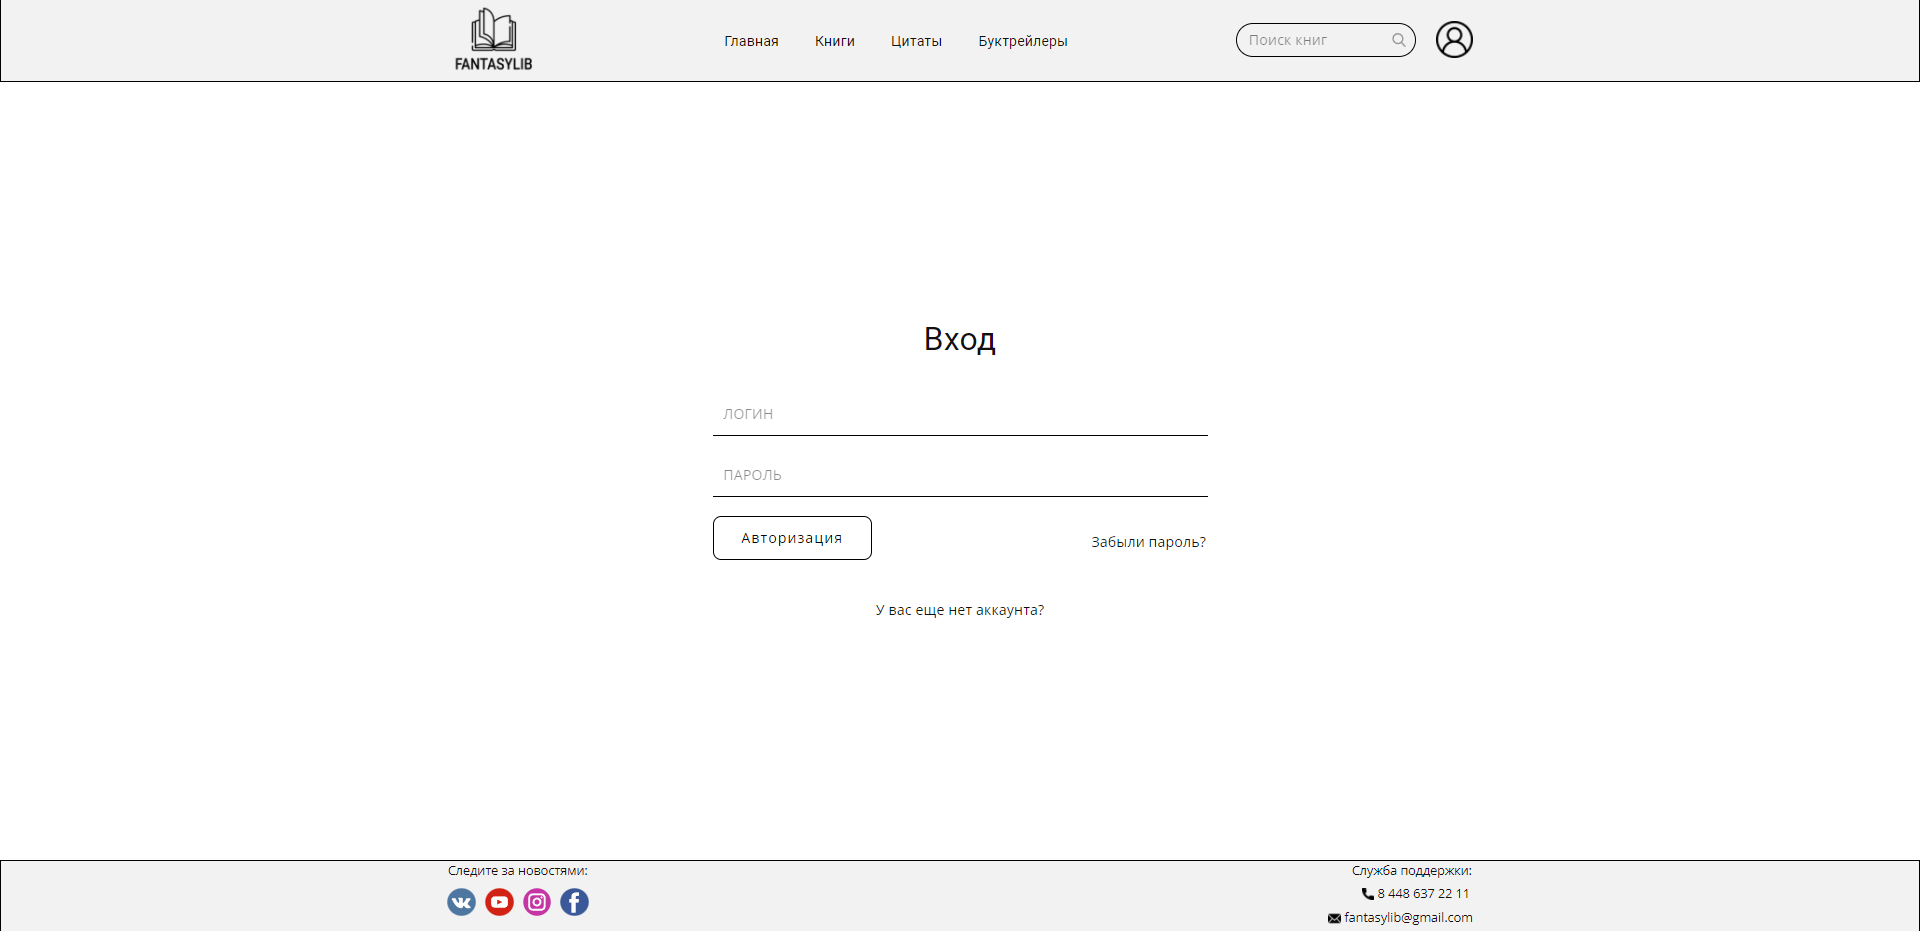 FANTASYLIB
Главная
Книги
Цитаты
Буктрейлеры
Поиск книг
Вход
ЛОГИН
ПАРОЛЬ
Авторизация
Забыли пароль?
У вас еще нет аккаунта?
Следите за новостями:
Служба поддержки:
8 448 637 22 11
fantasylib@gmail.com